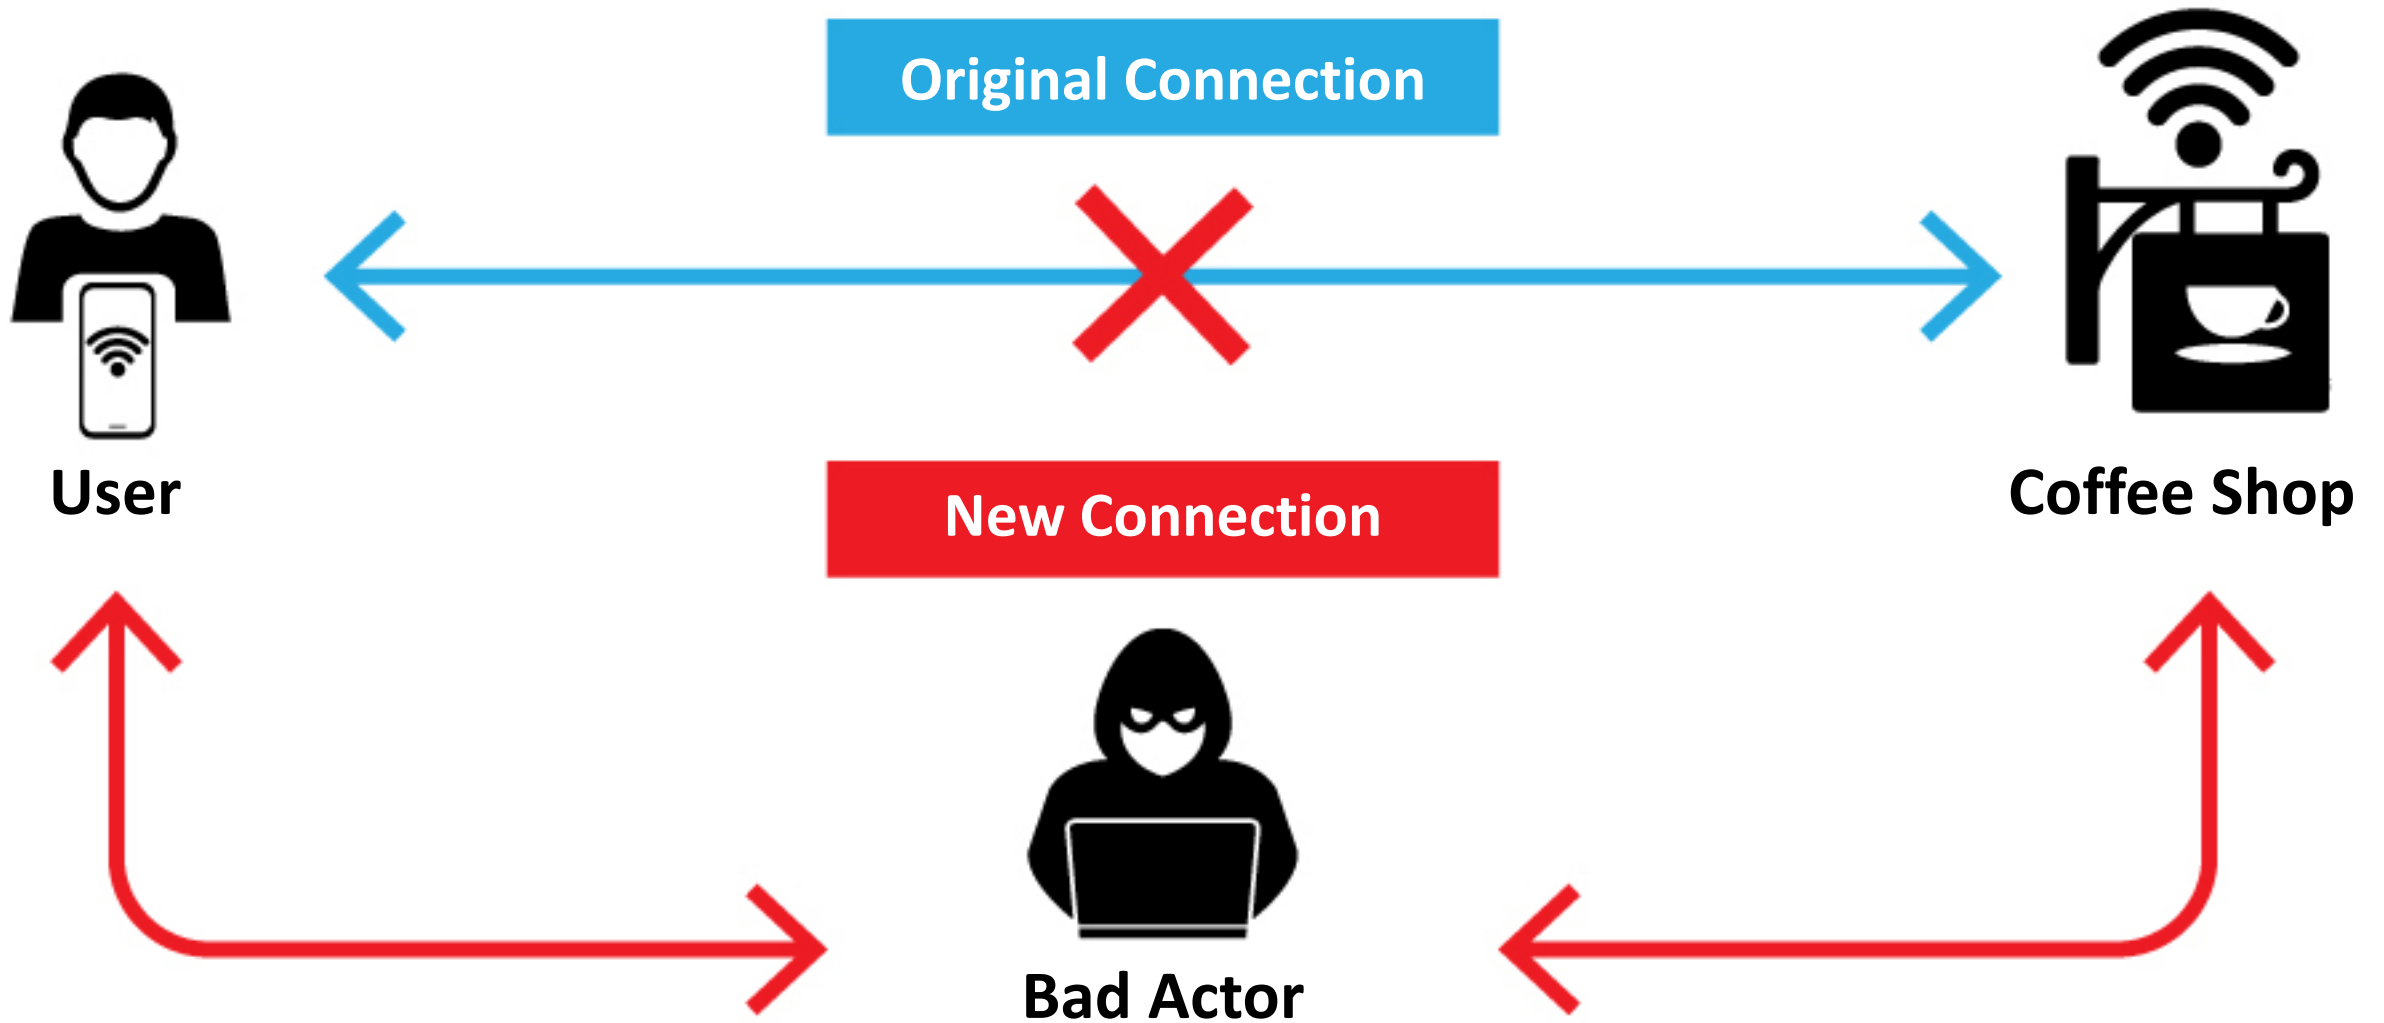 Original Connection
User
Coffee Shop
New Connection
Bad Actor